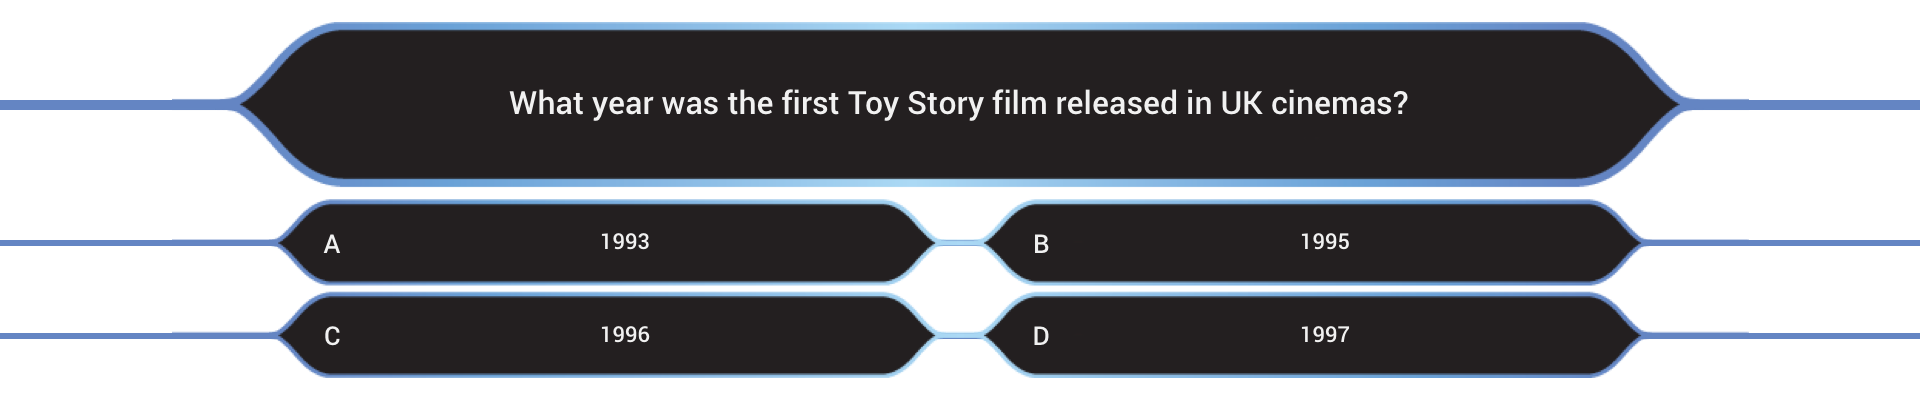 What year was the first Toy Story film released in UK cinemas?
A 1993
B 1995
C 1996
D 1997